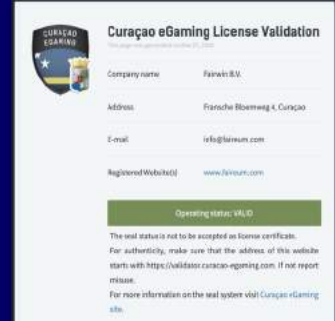 CURAÇAO
EGAMING
Curaçao eGaming License Validation
Company name Fairwin B.V.
Address Fransche Bloemweg 4, Curaçao
E-mail info@faireum.com
Registered Website(s) www.faireum.com
Operating status: VALID
The seal status is not to be accepted as license certificate.
For authenticity, make sure that the address of this website
starts with https://validator.curacao-egaming.com. If not report
misuse.
For more information on the seal system visit Curaçao eGaming
site.